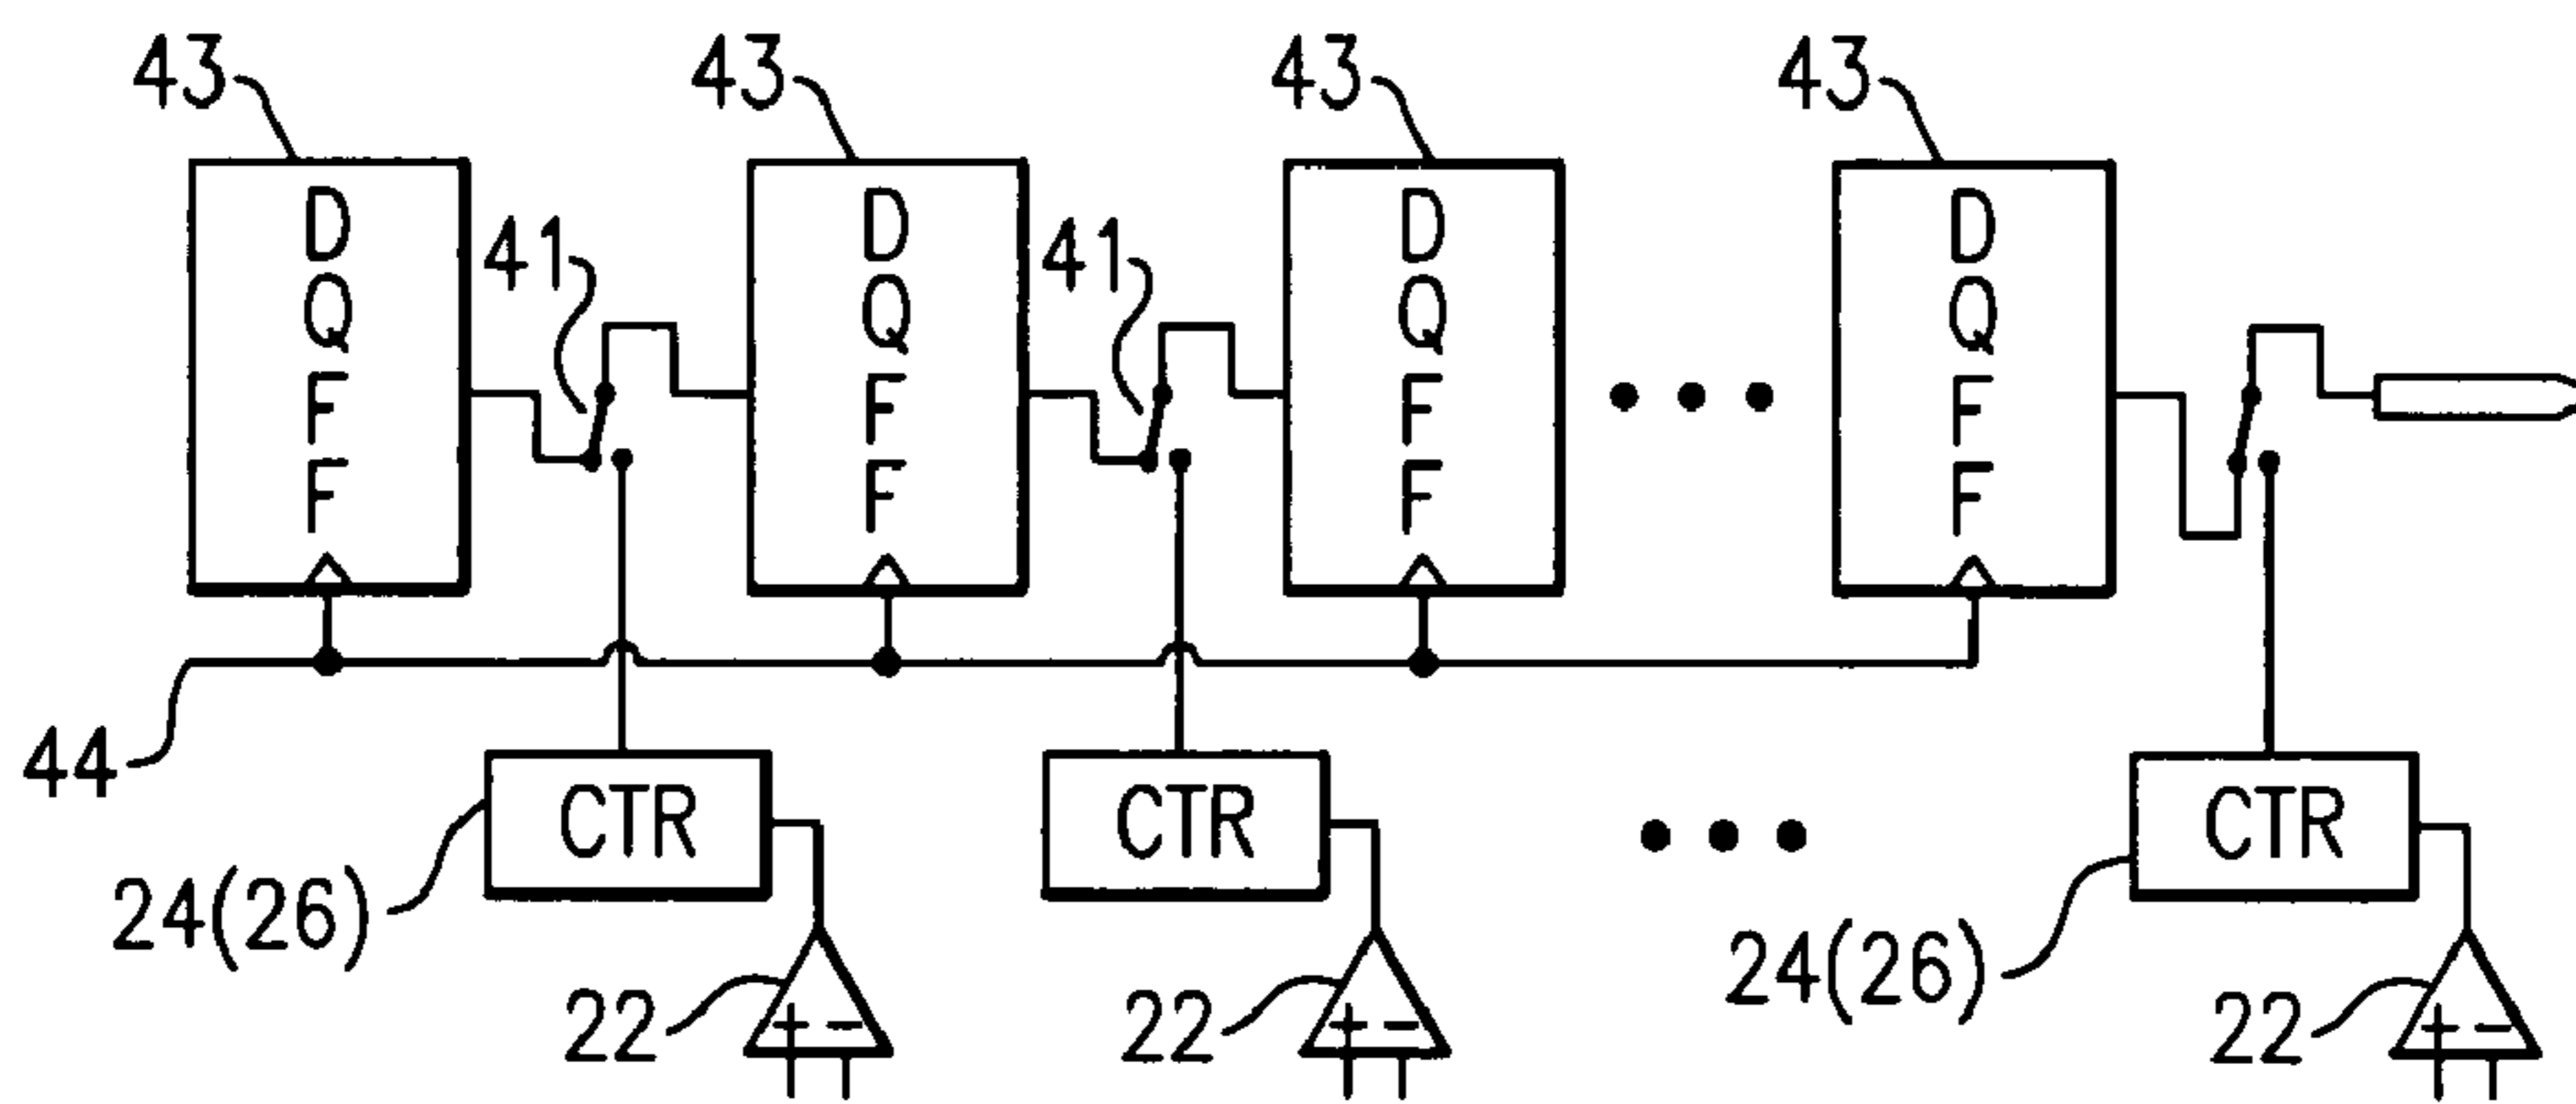 43 43 43 43
D D D D
Q Q Q Q
F F F F
F F F F
41 41
44
CTR CTR CTR
24(26) 24(26)
22 22 22
+ - + - + -